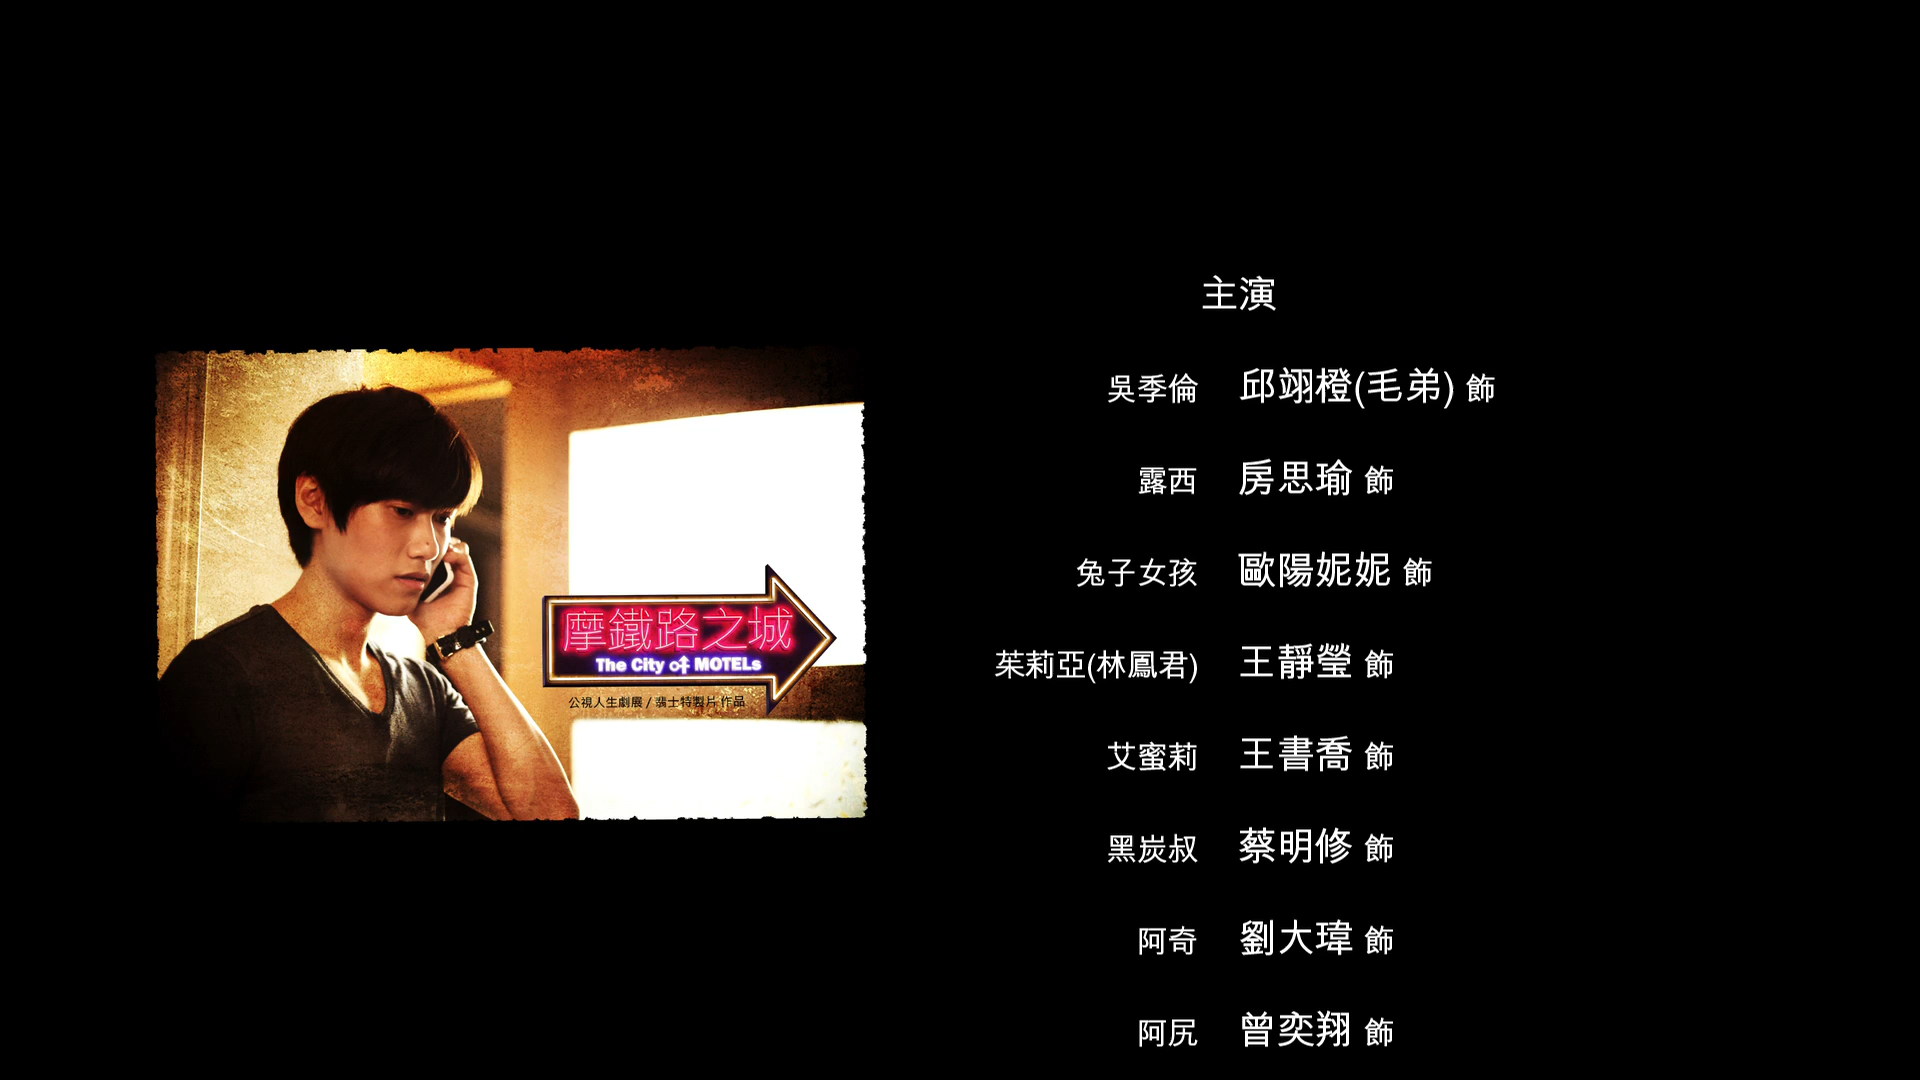 摩鐵路之城
The City of MOTELs
公視人生劇展 / 翡士特製片 作品
主演
吳季倫 邱翊橙(毛弟) 飾
露西 房思瑜 飾
兔子女孩 歐陽妮妮 飾
茱莉亞(林鳳君) 王靜瑩 飾
艾蜜莉 王書喬 飾
黑炭叔 蔡明修 飾
阿奇 劉大瑋 飾
阿尻 曾奕翔 飾